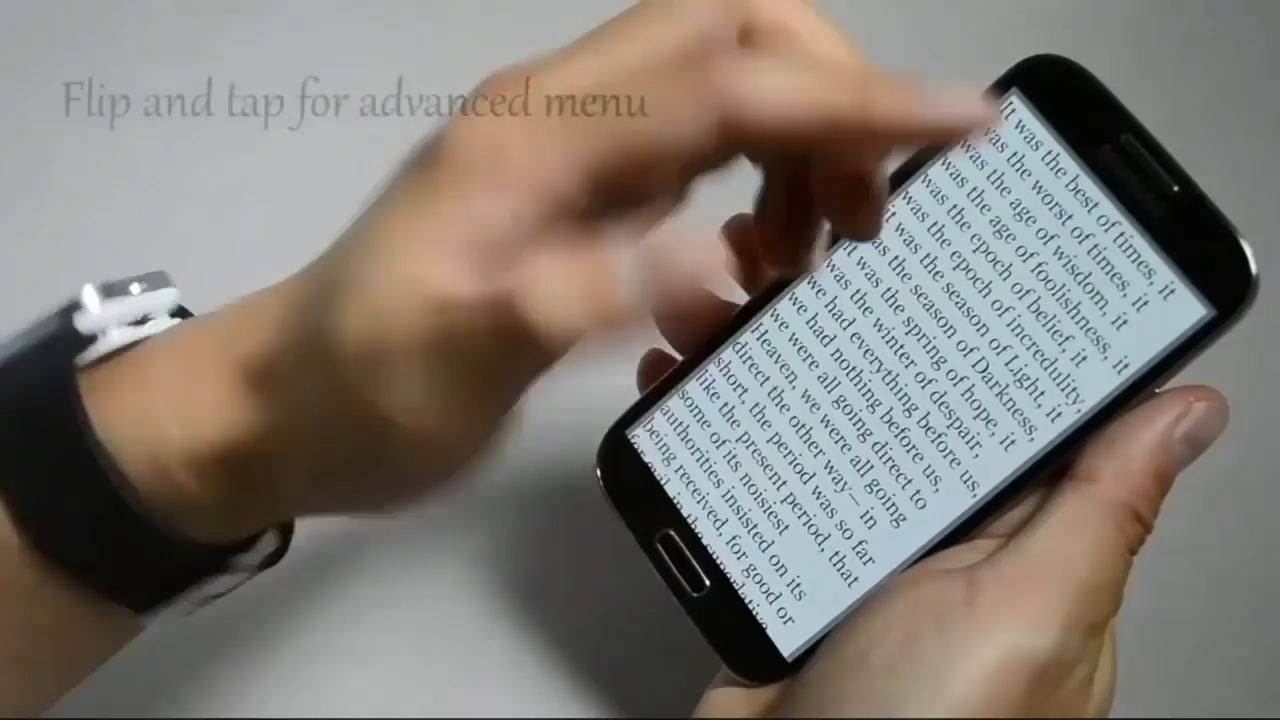 Flip and tap for advanced menu
It was the best of times, it
was the worst of times, it
was the age of wisdom, it
was the age of foolishness, it
was the epoch of belief, it
was the epoch of incredulity,
it was the season of Light, it
was the season of Darkness,
it was the spring of hope, it
was the winter of despair,
we had everything before us,
we had nothing before us,
we were all going direct to
Heaven, we were all going
direct the other way— in
short, the period was so far
like the present period, that
some of its noisiest
authorities insisted on its
being received, for good or
in the superlative